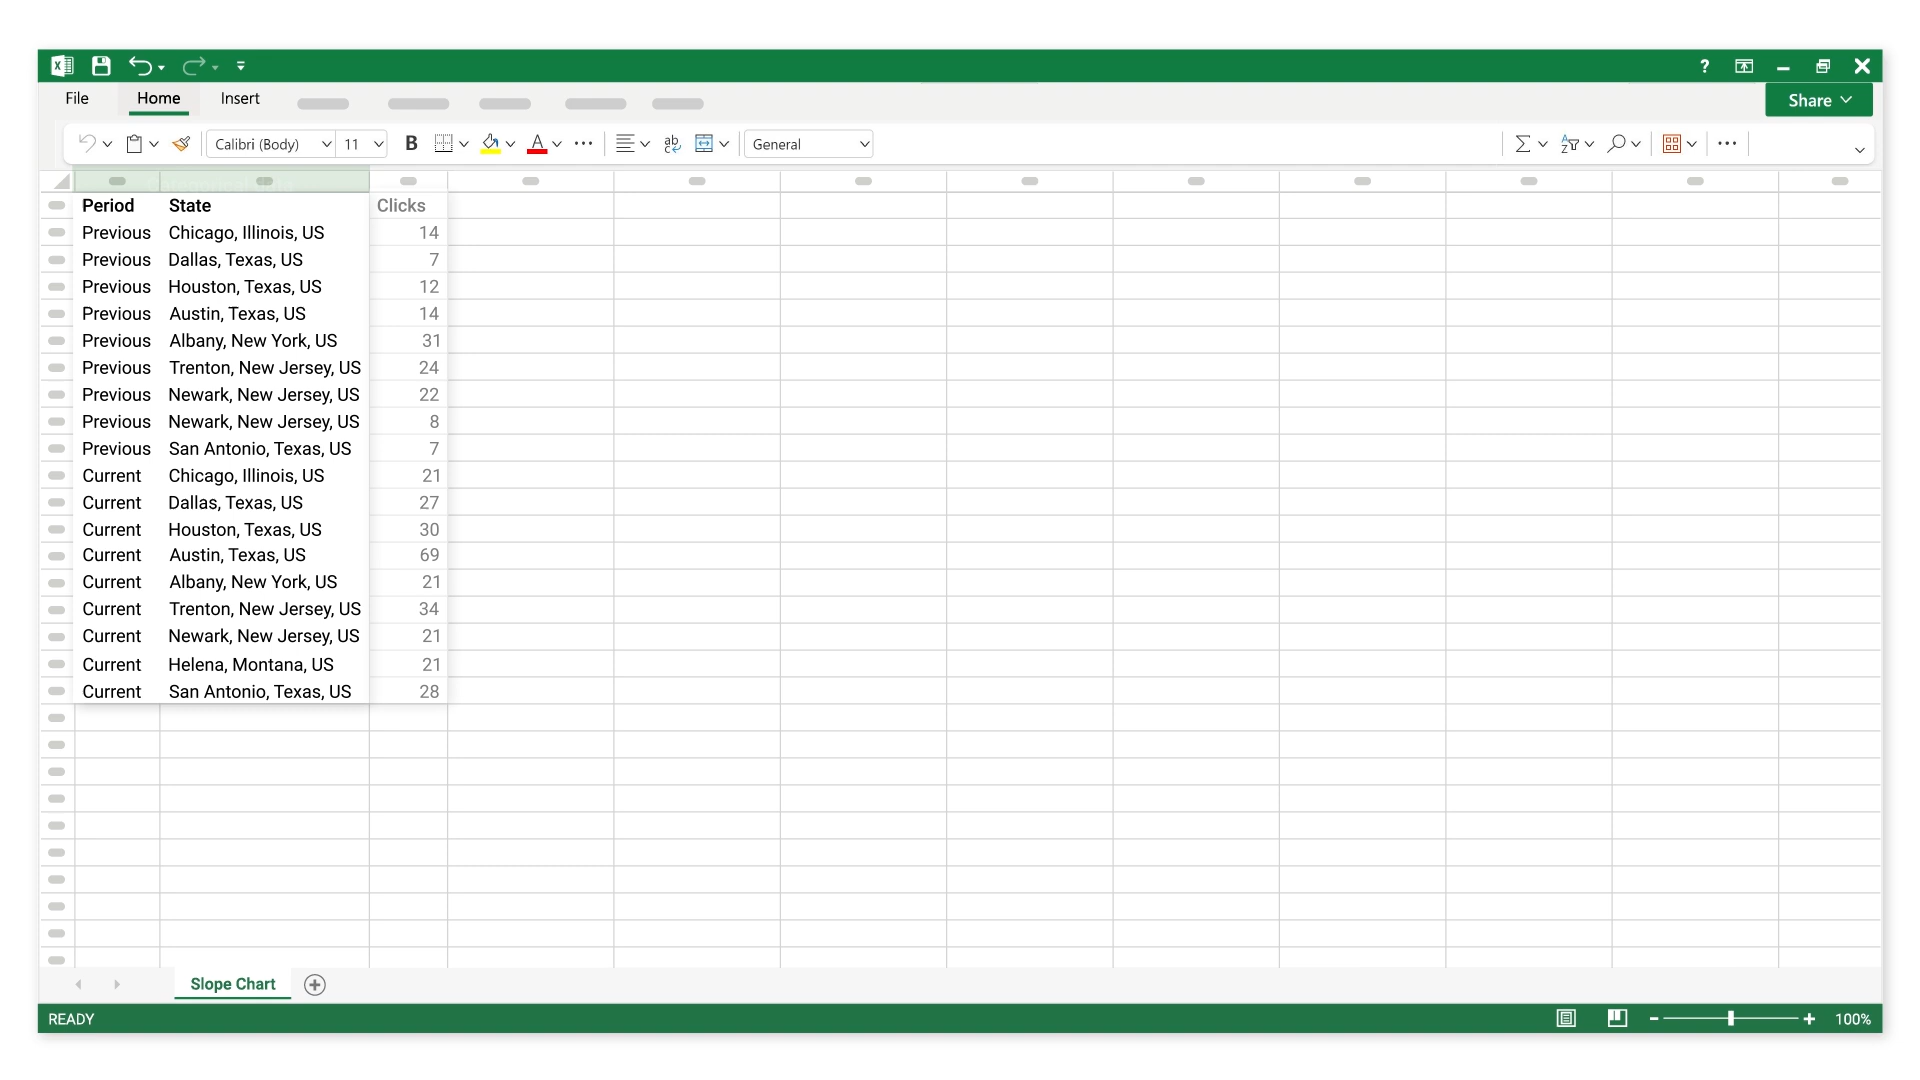 File Home Insert
Share
Calibri (Body) 11 B A ab c General
Period State Clicks
Previous Chicago, Illinois, US 14
Previous Dallas, Texas, US 7
Previous Houston, Texas, US 12
Previous Austin, Texas, US 14
Previous Albany, New York, US 31
Previous Trenton, New Jersey, US 24
Previous Newark, New Jersey, US 22
Previous Newark, New Jersey, US 8
Previous San Antonio, Texas, US 7
Current Chicago, Illinois, US 21
Current Dallas, Texas, US 27
Current Houston, Texas, US 30
Current Austin, Texas, US 69
Current Albany, New York, US 21
Current Trenton, New Jersey, US 34
Current Newark, New Jersey, US 21
Current Helena, Montana, US 21
Current San Antonio, Texas, US 28
Slope Chart
READY
100%